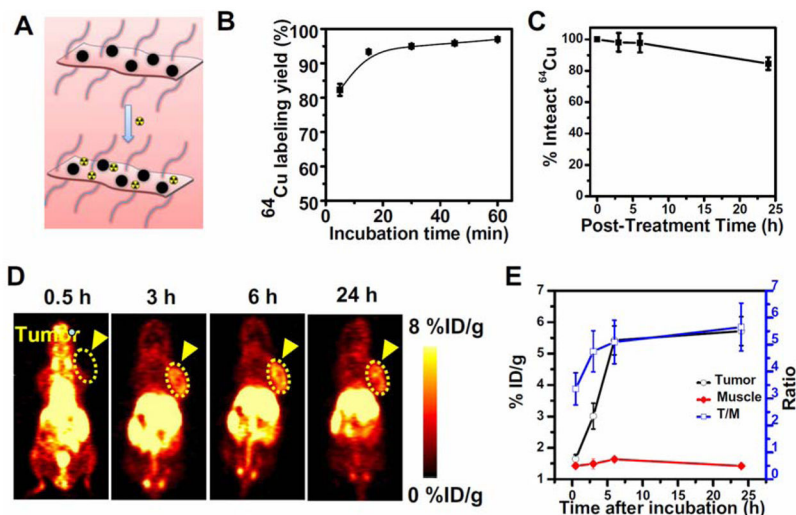 A
B
C
64Cu labeling yield (%)
100
90
80
70
60
50
0
20
40
60
Incubation time (min)
% Inteact 64Cu
100
80
60
40
20
0
0
5
10
15
20
25
Post-Treatment Time (h)
D
E
0.5 h
3 h
6 h
24 h
Tumor
8 %ID/g
0 %ID/g
% ID/g
7
6
5
4
3
2
1
Tumor
Muscle
T/M
7
6
5
4
3
2
1
0
Ratio
0
5
10
15
20
25
Time after incubation (h)